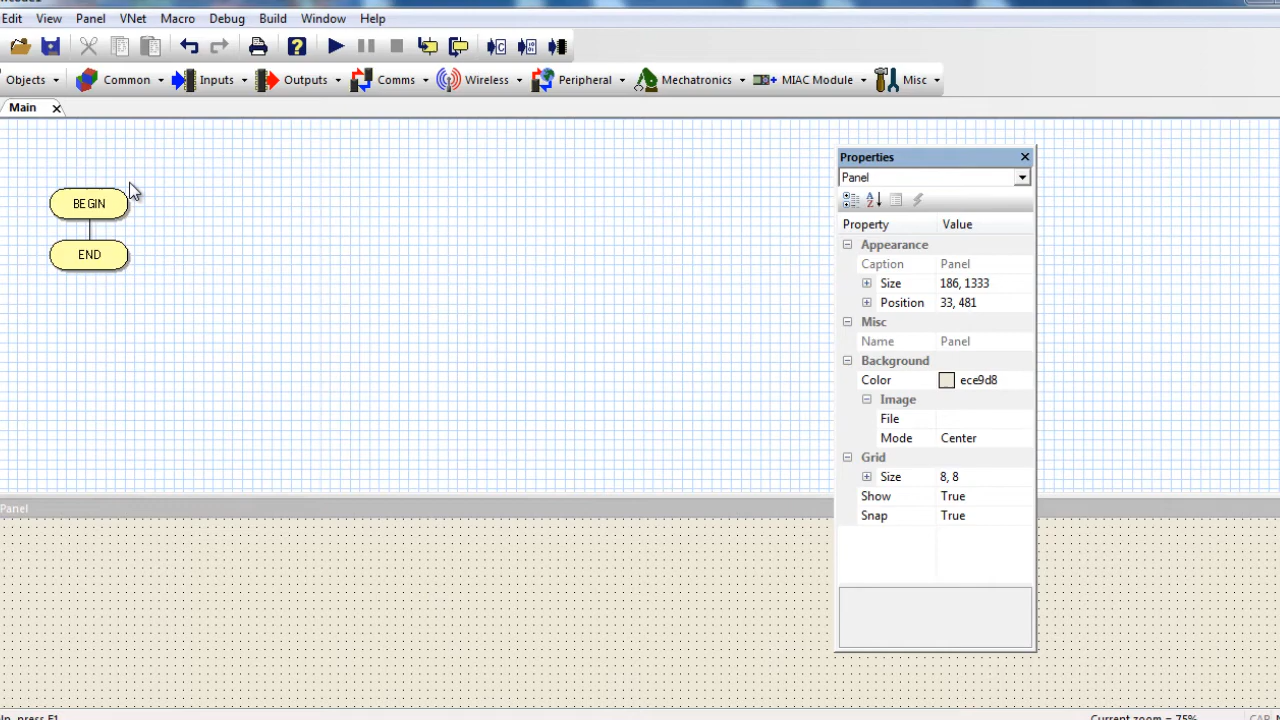 Edit View Panel VNet Macro Debug Build Window Help
Objects Common Inputs Outputs Comms Wireless Peripheral Mechatronics MIAC Module Misc
Main
BEGIN
END
Properties
Panel
Property Value
Appearance
Caption Panel
Size 186, 1333
Position 33, 481
Misc
Name Panel
Background
Color ece9d8
Image
File
Mode Center
Grid
Size 8, 8
Show True
Snap True
Panel
press F1 Current zoom = 75%